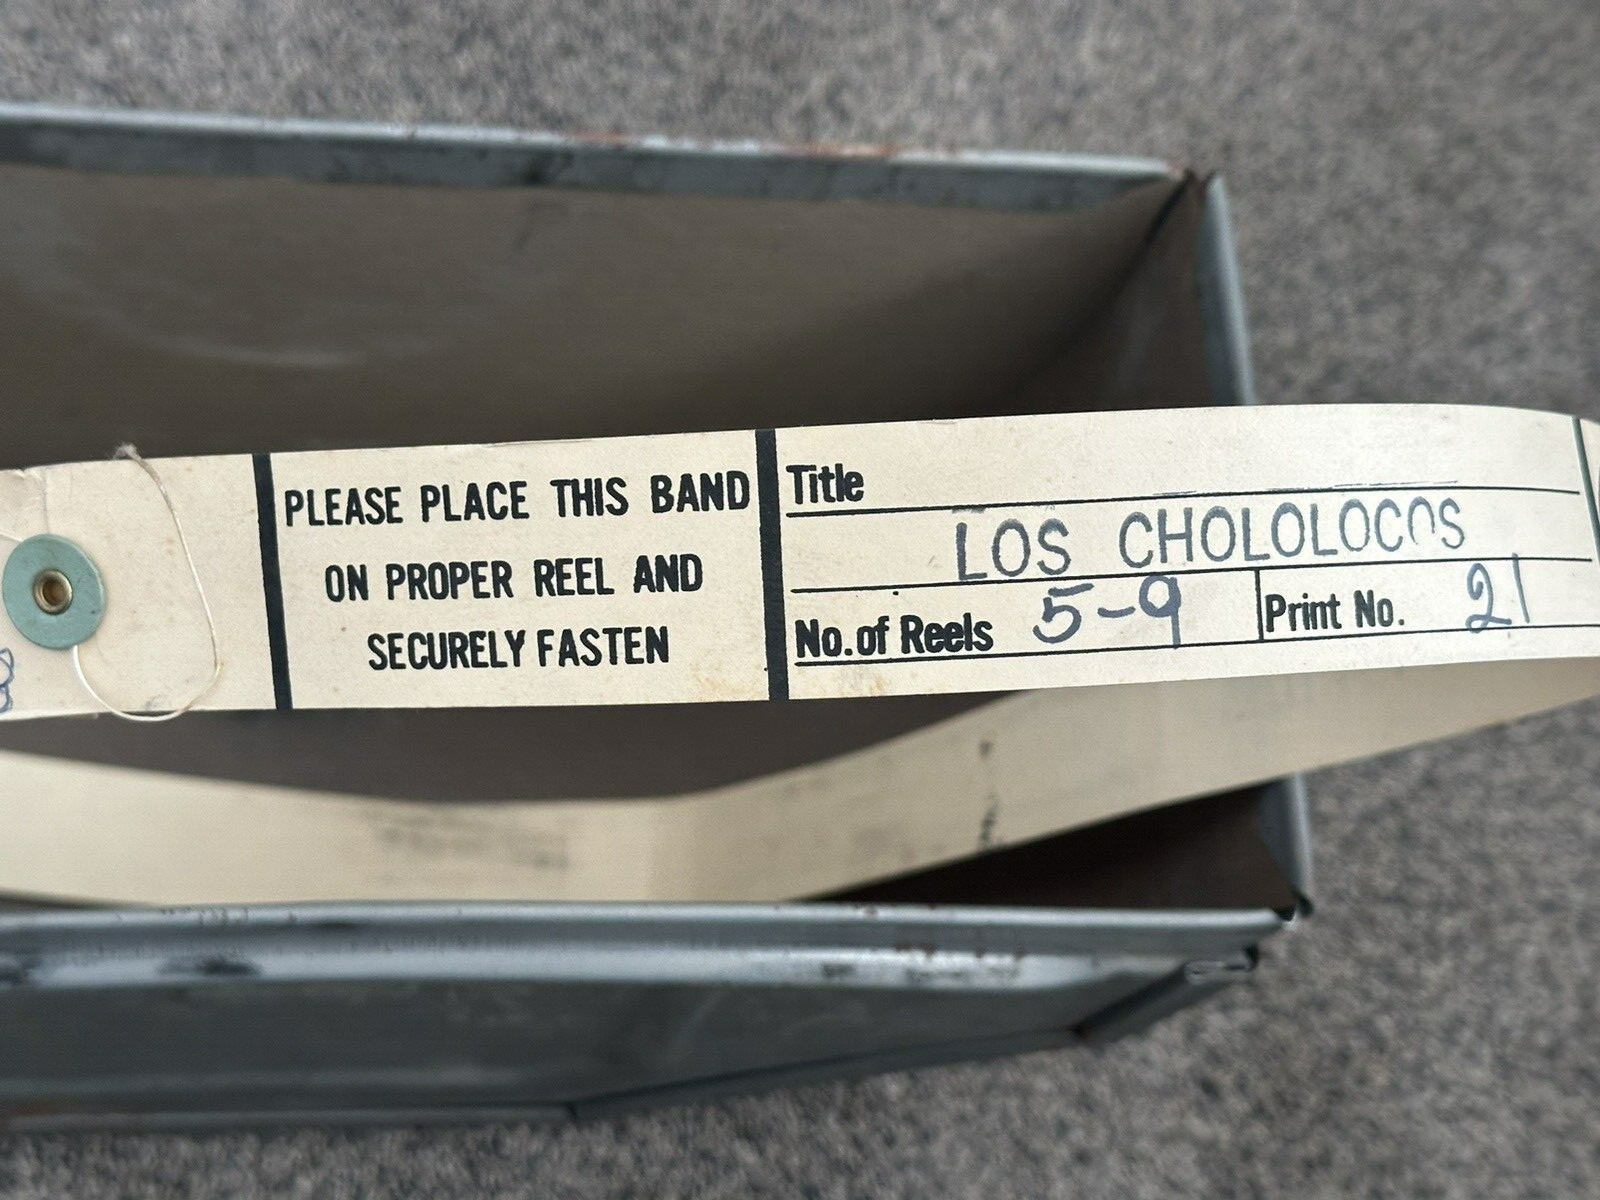 PLEASE PLACE THIS BAND
ON PROPER REEL AND
SECURELY FASTEN
Title
LOS CHOLOLOCOS
No. of Reels 5-9 Print No. 21